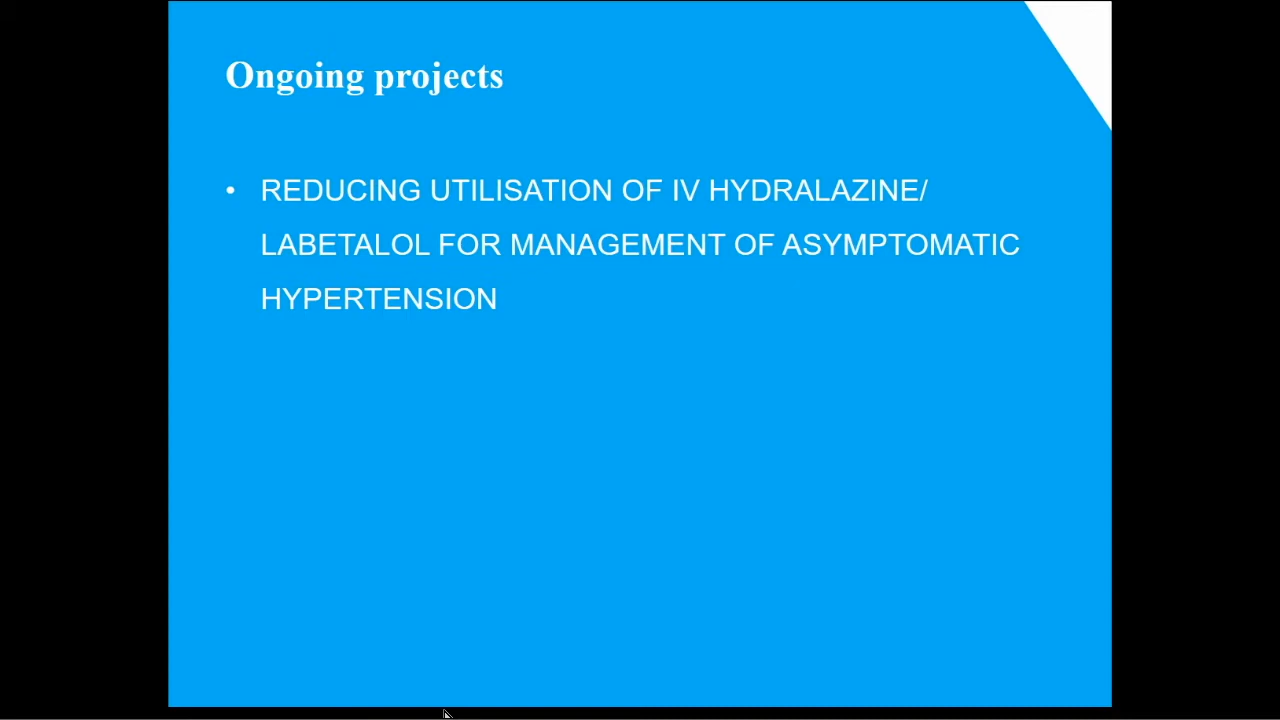 Ongoing projects
• REDUCING UTILISATION OF IV HYDRALAZINE/
LABETALOL FOR MANAGEMENT OF ASYMPTOMATIC
HYPERTENSION